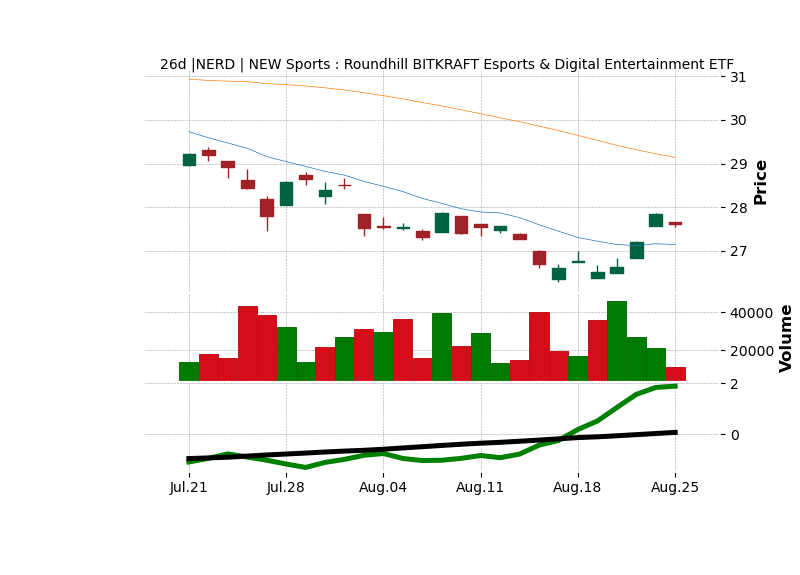 26d |NERD | NEW Sports : Roundhill BITKRAFT Esports & Digital Entertainment ETF
31
30
29
28
27
Price
40000
20000
Volume
2
0
Jul.21 Jul.28 Aug.04 Aug.11 Aug.18 Aug.25